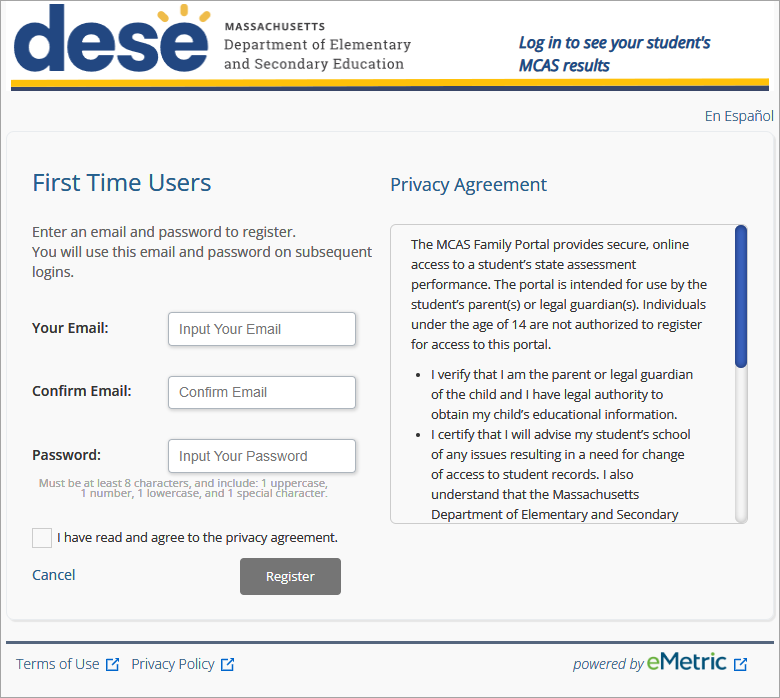 dese
MASSACHUSETTS
Department of Elementary
and Secondary Education
Log in to see your student's
MCAS results
En Español
First Time Users
Enter an email and password to register.
You will use this email and password on subsequent
logins.
Your Email:
Input Your Email
Confirm Email:
Confirm Email
Password:
Input Your Password
Must be at least 8 characters, and include: 1 uppercase,
1 number, 1 lowercase, and 1 special character.
I have read and agree to the privacy agreement.
Cancel
Register
Privacy Agreement
The MCAS Family Portal provides secure, online
access to a student’s state assessment
performance. The portal is intended for use by the
student’s parent(s) or legal guardian(s). Individuals
under the age of 14 are not authorized to register
for access to this portal.
• I verify that I am the parent or legal guardian
of the child and I have legal authority to
obtain my child’s educational information.
• I certify that I will advise my student’s school
of any issues resulting in a need for change
of access to student records. I also
understand that the Massachusetts
Department of Elementary and Secondary
Terms of Use
Privacy Policy
powered by eMetric